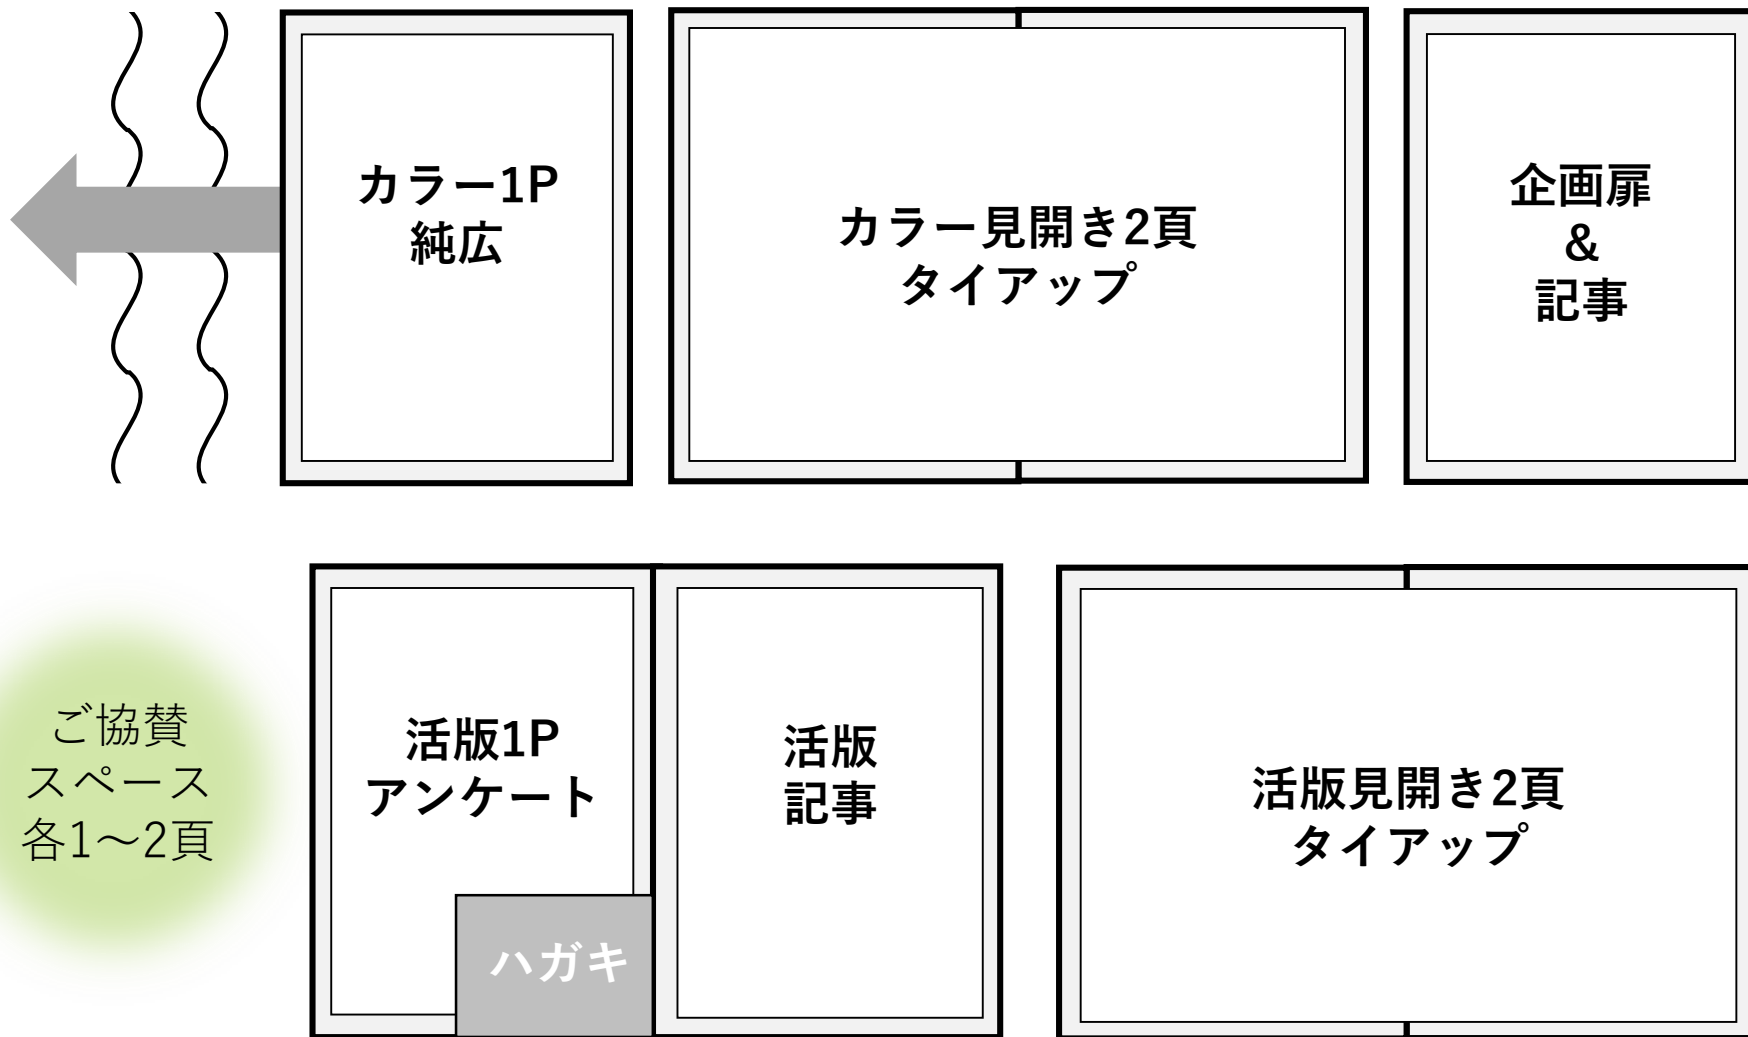 カラー1P
純広
カラー見開き2頁
タイアップ
企画扉
&
記事
ご協賛
スペース
各1～2頁
活版1P
アンケート
ハガキ
活版
記事
活版見開き2頁
タイアップ